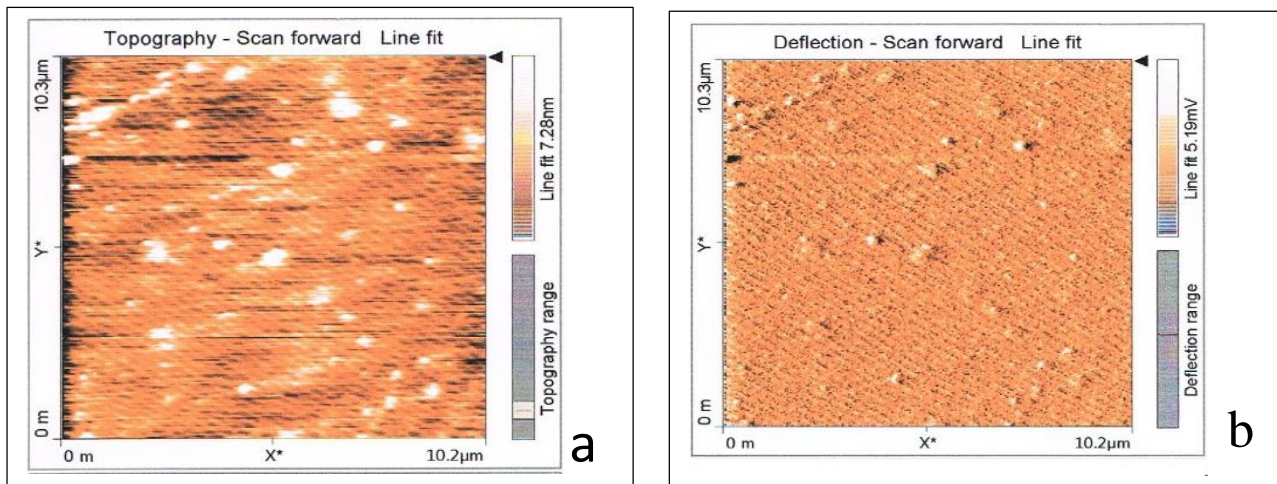 Topography - Scan forward Line fit
10.3µm
Y*
0 m
0 m
X*
10.2µm
Line fit 7.28nm
Topography range
a
Deflection - Scan forward Line fit
10.3µm
Y*
0 m
0 m
X*
10.2µm
Line fit 5.19mV
Deflection range
b